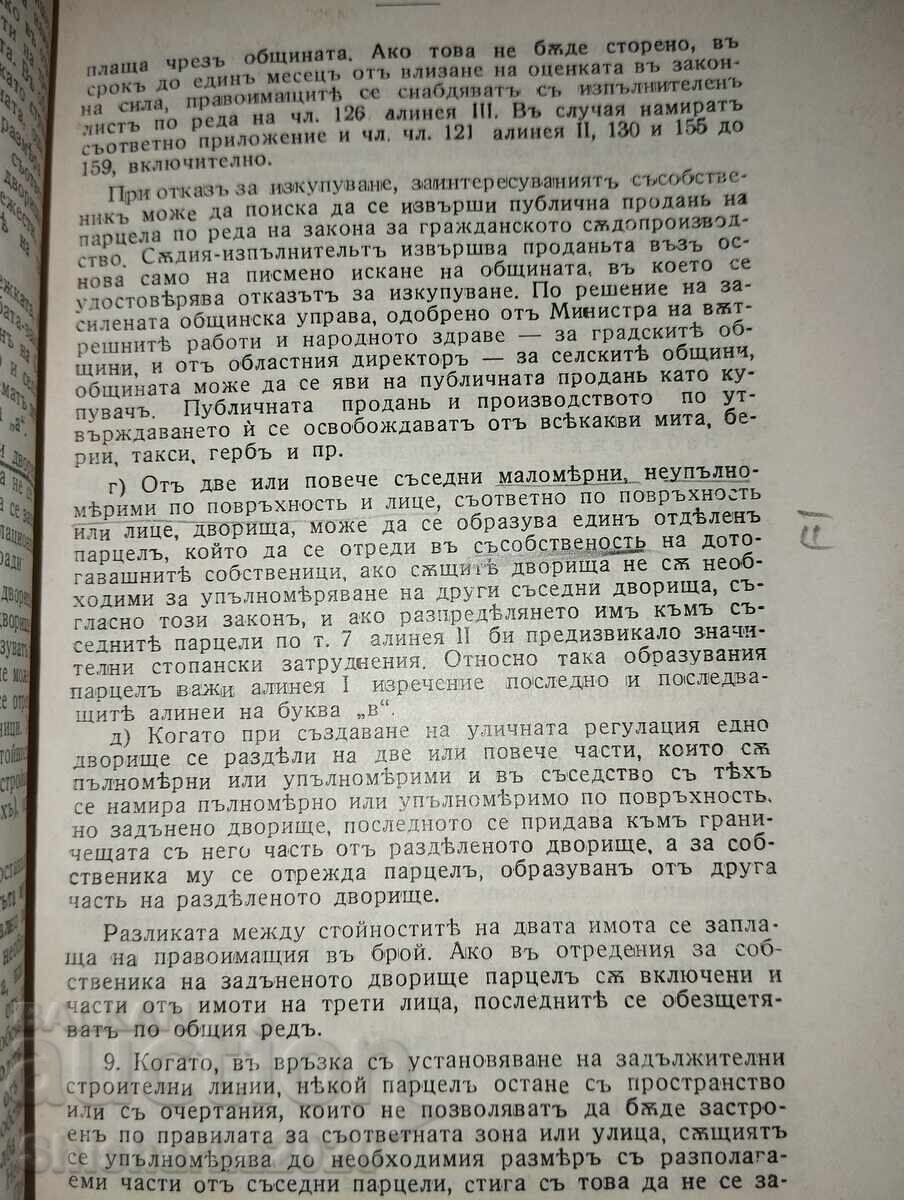 плаща чрезъ общината. Ако това не бѫде сторено, въ
срокъ до единъ месецъ отъ влизане на оценката въ закон-
на сила, правоимащитѣ се снабдяватъ съ изпълнителенъ
листъ по реда на чл. 126 алинея III. Въ случая намиратъ
съответно приложение и чл. чл. 121 алинея II, 130 и 155 до
159, включително.
При отказъ за изкупуване, заинтересуваниятъ съсобстве-
никъ може да поиска да се извърши публична продань на
парцела по реда на закона за гражданското сѫдопроизвод-
ство. Сѫдия-изпълнительтъ извършва проданьта възъ ос-
нова само на писмено искане на общината, въ което се
удостовѣрява отказътъ за изкупуване. По решение на за-
силената общинска управа, одобрено отъ Министра на вѫт-
решнитѣ работи и народното здраве — за градскитѣ об-
щини, и отъ областния директоръ — за селскитѣ общини,
общината може да се яви на публичната продань като ку-
пувачъ. Публичната продань и производството по ут-
върждаването ѝ се освобождаватъ отъ всѣкакви мита, бе-
рии, такси, гербъ и пр.
г) Отъ две или повече съседни маломѣрни, неупълно-
мѣрими по повръхность и лице, съответно по повръхность
или лице, дворища, може да се образува единъ отдѣленъ
парцелъ, който да се отреди въ съсобственость на дото-
гавашнитѣ собственици, ако сѫщитѣ дворища не сѫ необ-
ходими за упълномѣряване на други съседни дворища, съ-
гласно този законъ, и ако разпредѣлянето имъ къмъ съ-
седнитѣ парцели по т. 7 алинея II би предизвикало значи-
телни стопански затруднения. Относно така образувания
парцелъ важи алинея I изречение последно и последва-
щитѣ алинеи на буква „в“.
д) Когато при създаване на уличната регулация едно
дворище се раздѣли на две или повече части, които сѫ
пълномѣрни или упълномѣрими и въ съседство съ тѣхъ
се намира пълномѣрно или упълномѣримо по повръхность,
но задънено дворище, последното се придава къмъ грани-
чещата съ него часть отъ раздѣленото дворище, а за соб-
ственика му се отрежда парцелъ, образуванъ отъ друга
часть на раздѣленото дворище.
Разликата между стойноститѣ на двата имота се запла-
ща на правоимащия въ брой. Ако въ отредения за соб-
ственика на задъненото дворище парцелъ сѫ включени и
части отъ имоти на трети лица, последнитѣ се обезщетя-
ватъ по общия редъ.
9. Когато, въ връзка съ установяване на задължителни
строителни линии, нѣкой парцелъ остане съ пространство
или съ очертания, които не позволяватъ да бѫде застро-
енъ по правилата за съответната зона или улица, сѫщиятъ
се упълномѣрява до необходимия размѣръ съ разполага-
еми части отъ съседни парцели, стига съ това да не се за-